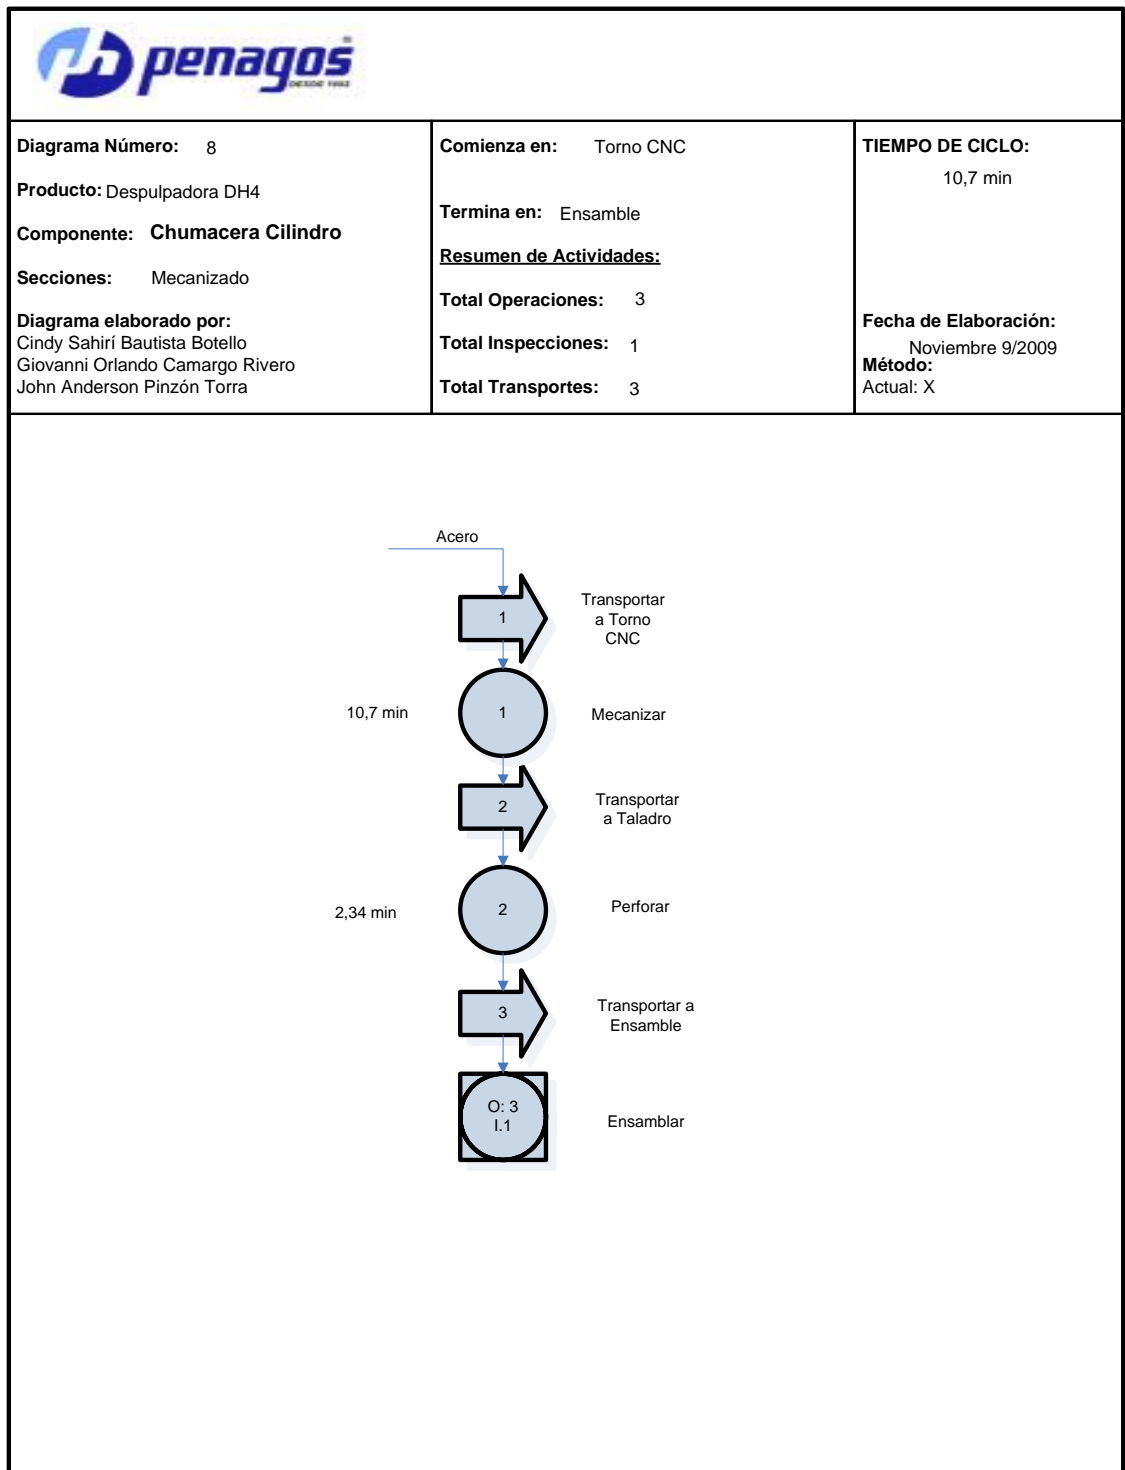 penagos
DESDE 1892
Diagrama Número: 8
Producto: Despulpadora DH4
Componente: Chumacera Cilindro
Secciones: Mecanizado
Diagrama elaborado por:
Cindy Sahirí Bautista Botello
Giovanni Orlando Camargo Rivero
John Anderson Pinzón Torra
Comienza en: Torno CNC
Termina en: Ensamble
Resumen de Actividades:
Total Operaciones: 3
Total Inspecciones: 1
Total Transportes: 3
TIEMPO DE CICLO:
10,7 min
Fecha de Elaboración:
Noviembre 9/2009
Método:
Actual: X
Acero
1
Transportar
a Torno
CNC
10,7 min
1
Mecanizar
2
Transportar
a Taladro
2,34 min
2
Perforar
3
Transportar a
Ensamble
O: 3
I.1
Ensamblar